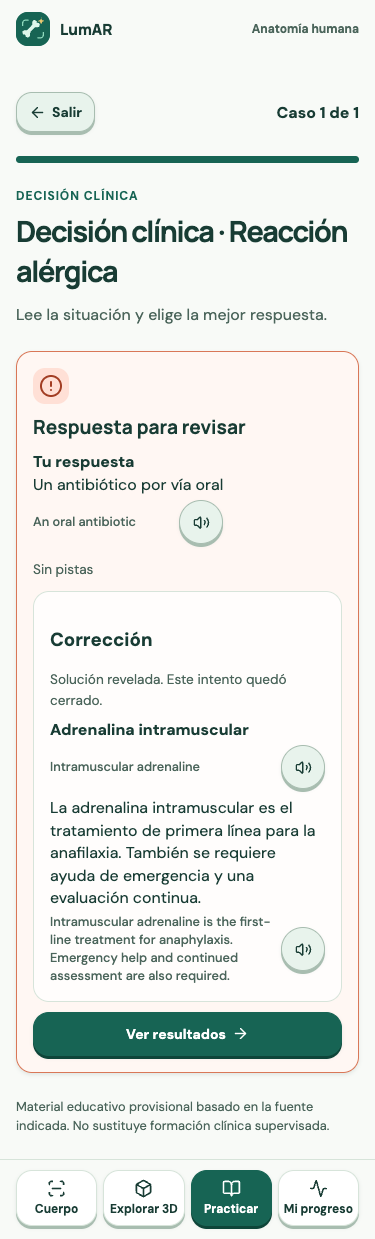 LumAR
Anatomía humana
← Salir
Caso 1 de 1
DECISIÓN CLÍNICA
Decisión clínica · Reacción
alérgica
Lee la situación y elige la mejor respuesta.
Respuesta para revisar
Tu respuesta
Un antibiótico por vía oral
An oral antibiotic
Sin pistas
Corrección
Solución revelada. Este intento quedó
cerrado.
Adrenalina intramuscular
Intramuscular adrenaline
La adrenalina intramuscular es el
tratamiento de primera línea para la
anafilaxia. También se requiere
ayuda de emergencia y una
evaluación continua.
Intramuscular adrenaline is the first-
line treatment for anaphylaxis.
Emergency help and continued
assessment are also required.
Ver resultados →
Material educativo provisional basado en la fuente
indicada. No sustituye formación clínica supervisada.
Cuerpo
Explorar 3D
Practicar
Mi progreso